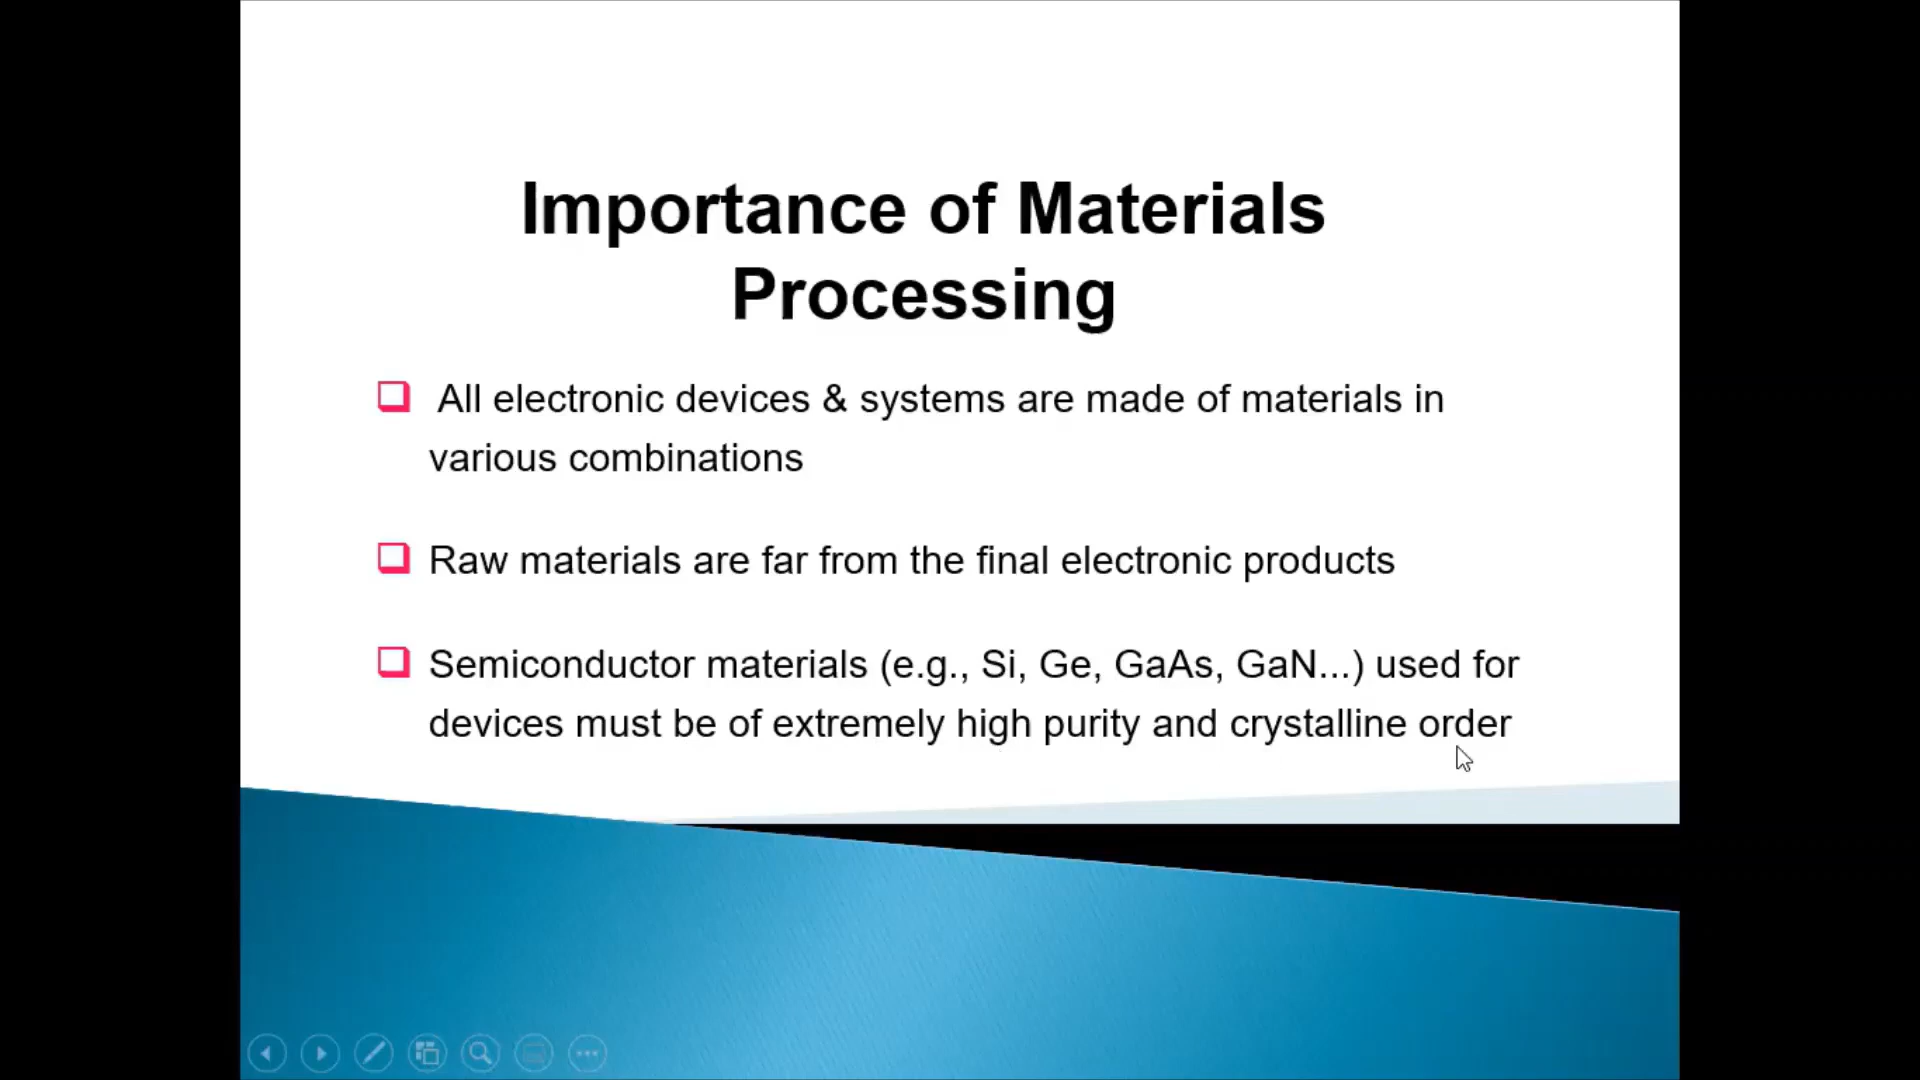 Importance of Materials
Processing
All electronic devices & systems are made of materials in
various combinations
Raw materials are far from the final electronic products
Semiconductor materials (e.g., Si, Ge, GaAs, GaN...) used for
devices must be of extremely high purity and crystalline order